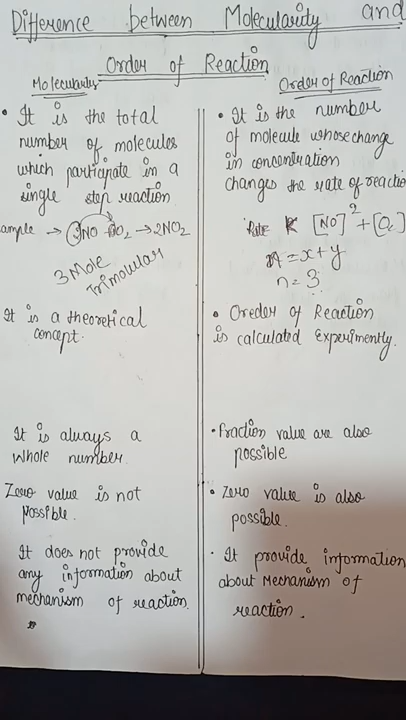 Difference between Molecularity and
Order of Reaction
Molecularity
• It is the total
number of molecules
which participate in a
single step reaction
ample → 2NO + O2 → 2NO2
3 Mole
Trimolular
It is a theoretical
concept.
It is always a
whole number.
Zero value is not
Possible.
It does not provide
any information about
mechanism of reaction.
Order of Reaction
• It is the number
of molecule whose change
in concentration
changes the rate of reactio
Rate K [NO]² + [O2]
n = x + y
n = 3
• Oreder of Reaction
is calculated experimently.
• Fraction value are also
possible
• Zero value is also
possible.
• It provide information
about Mechanism of
reaction.